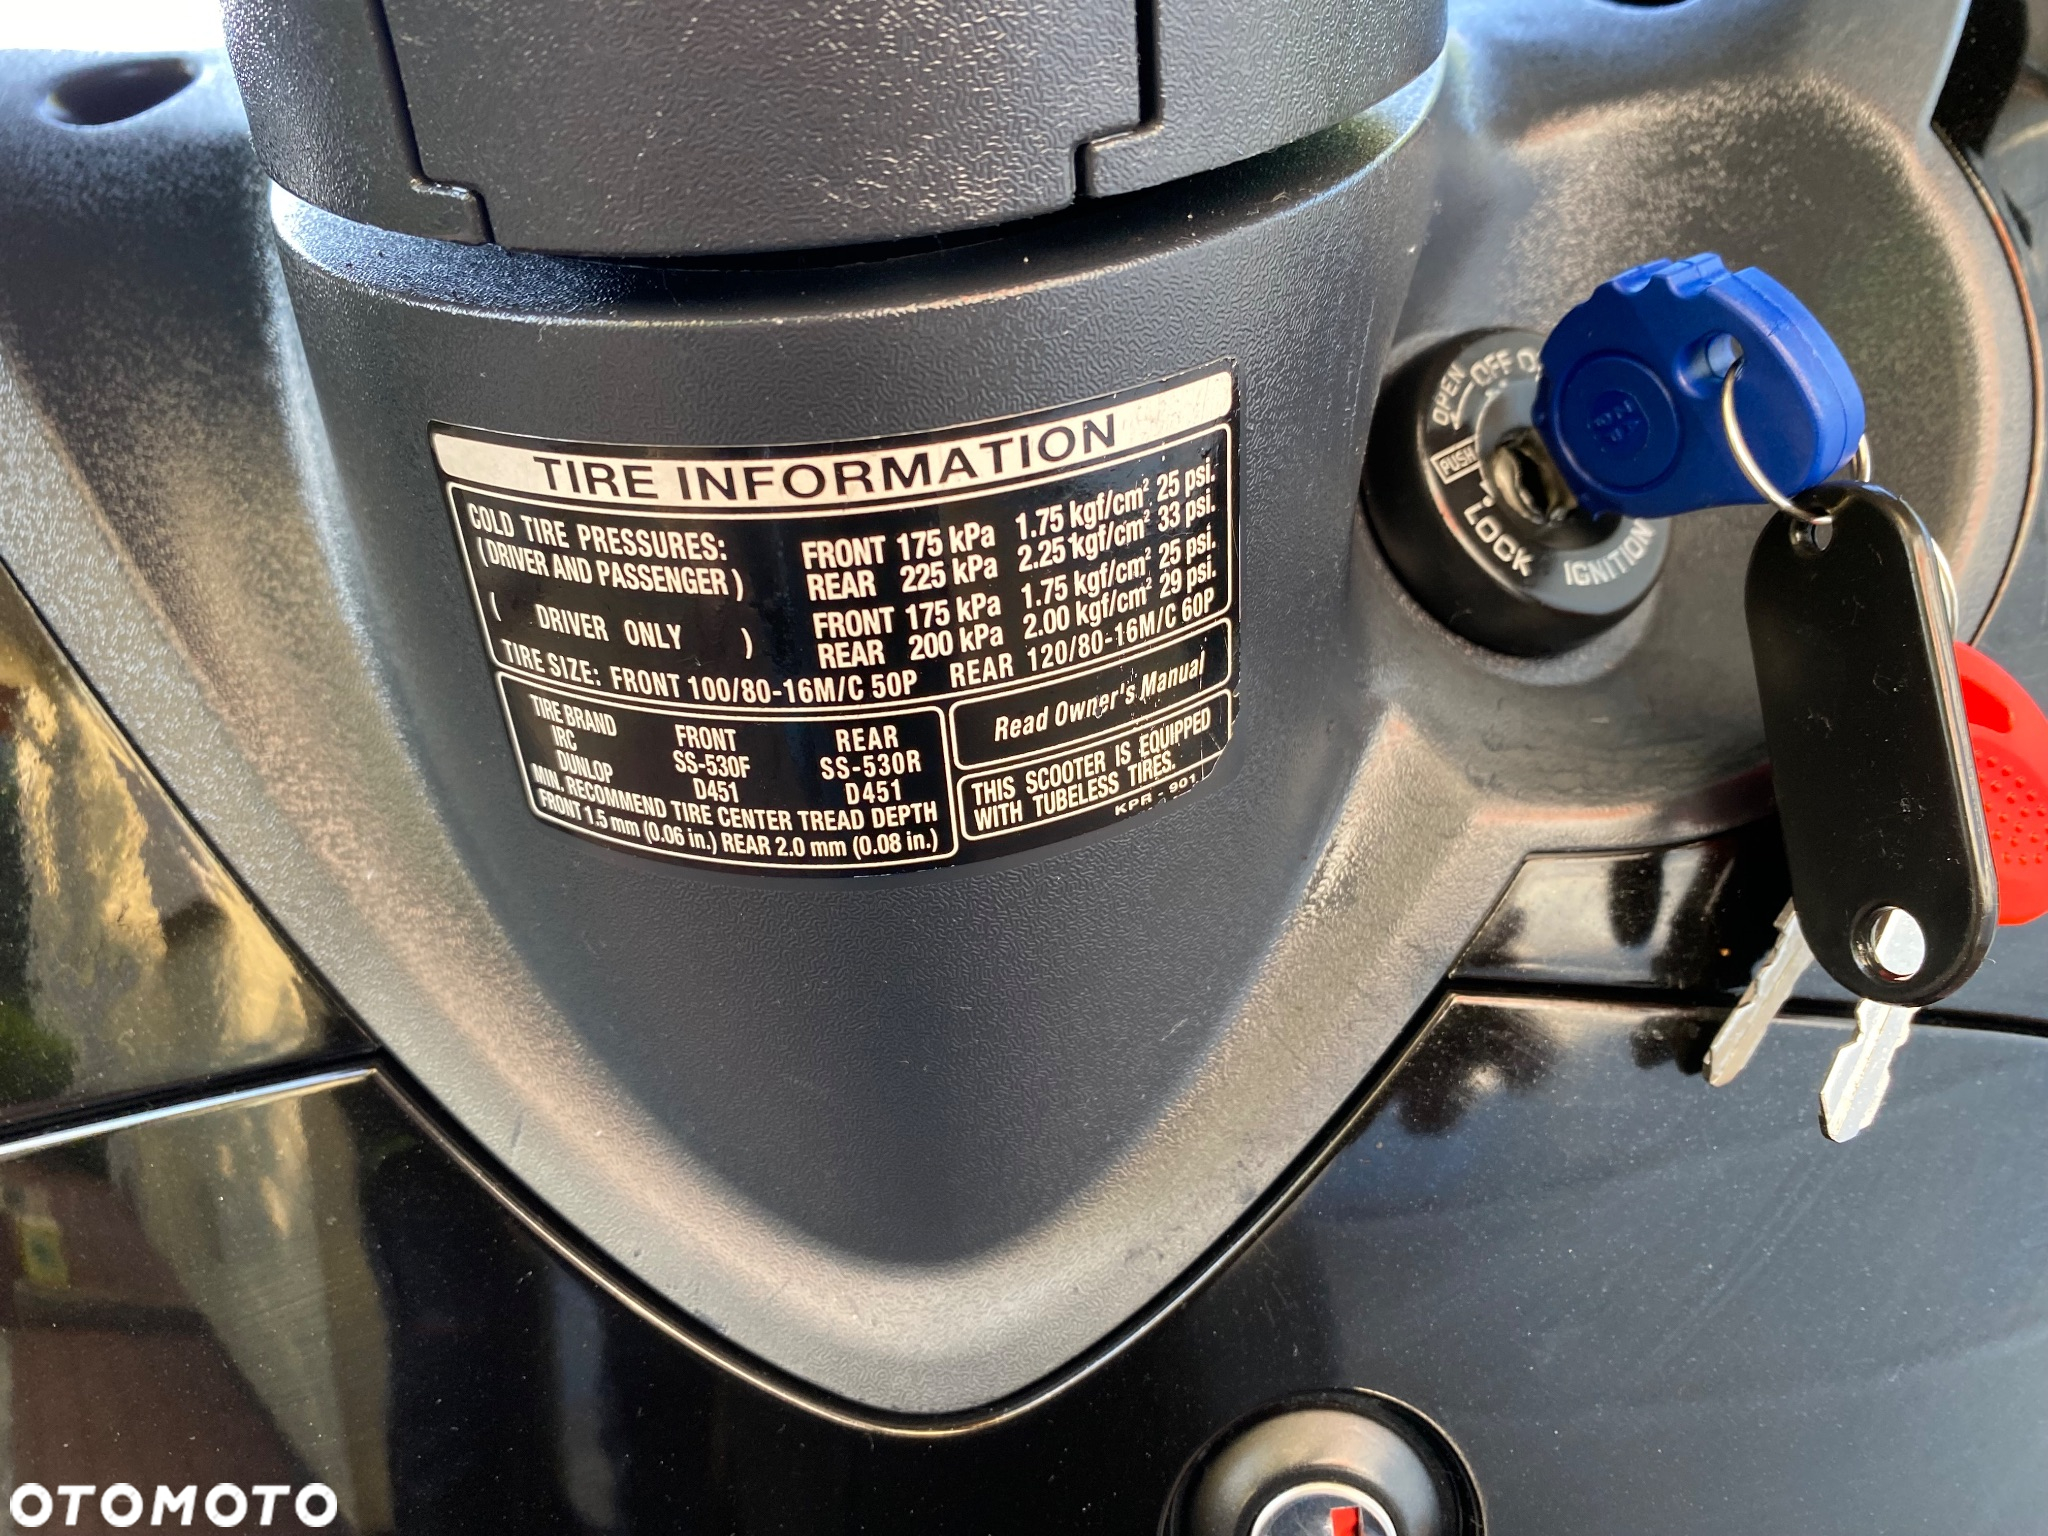 TIRE INFORMATION
COLD TIRE PRESSURES: FRONT 175 kPa 1.75 kgf/cm² 25 psi.
(DRIVER AND PASSENGER) REAR 225 kPa 2.25 kgf/cm² 33 psi.
( DRIVER ONLY ) FRONT 175 kPa 1.75 kgf/cm² 25 psi.
REAR 200 kPa 2.00 kgf/cm² 29 psi.
TIRE SIZE: FRONT 100/80-16M/C 50P REAR 120/80-16M/C 60P
TIRE BRAND FRONT REAR
IRC SS-530F SS-530R
DUNLOP D451 D451
MIN. RECOMMEND TIRE CENTER TREAD DEPTH
FRONT 1.5 mm (0.06 in.) REAR 2.0 mm (0.08 in.)
Read Owner's Manual
THIS SCOOTER IS EQUIPPED
WITH TUBELESS TIRES.
KPR - 901
OPEN
OFF
PUSH
LOCK
IGNITION
OTOMOTO